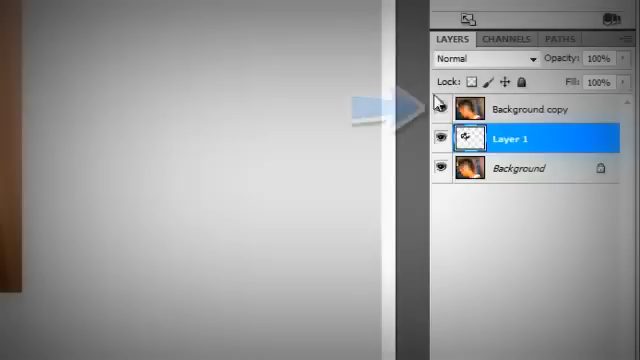 LAYERS CHANNELS PATHS
Normal Opacity: 100%
Lock: Fill: 100%
Background copy
Layer 1
Background